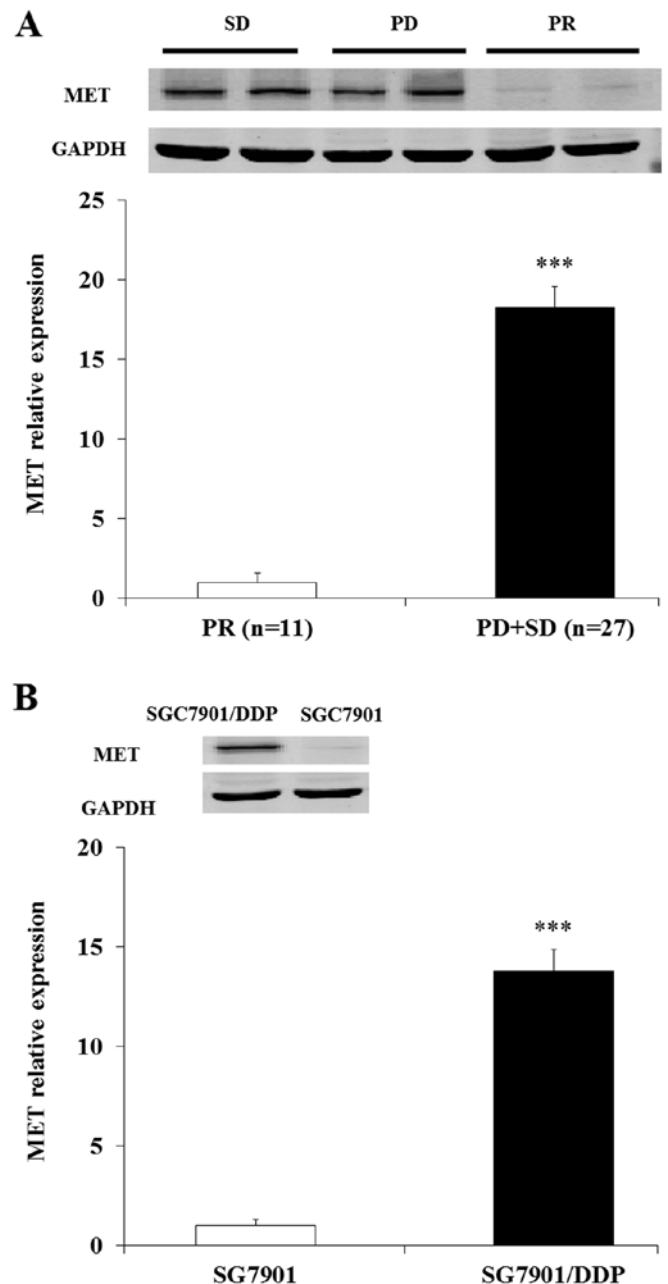 A
SD PD PR
MET
GAPDH
25
20
15
10
5
0
MET relative expression
***
PR (n=11) PD+SD (n=27)
B
SGC7901/DDP SGC7901
MET
GAPDH
20
15
10
5
0
MET relative expression
***
SG7901 SG7901/DDP